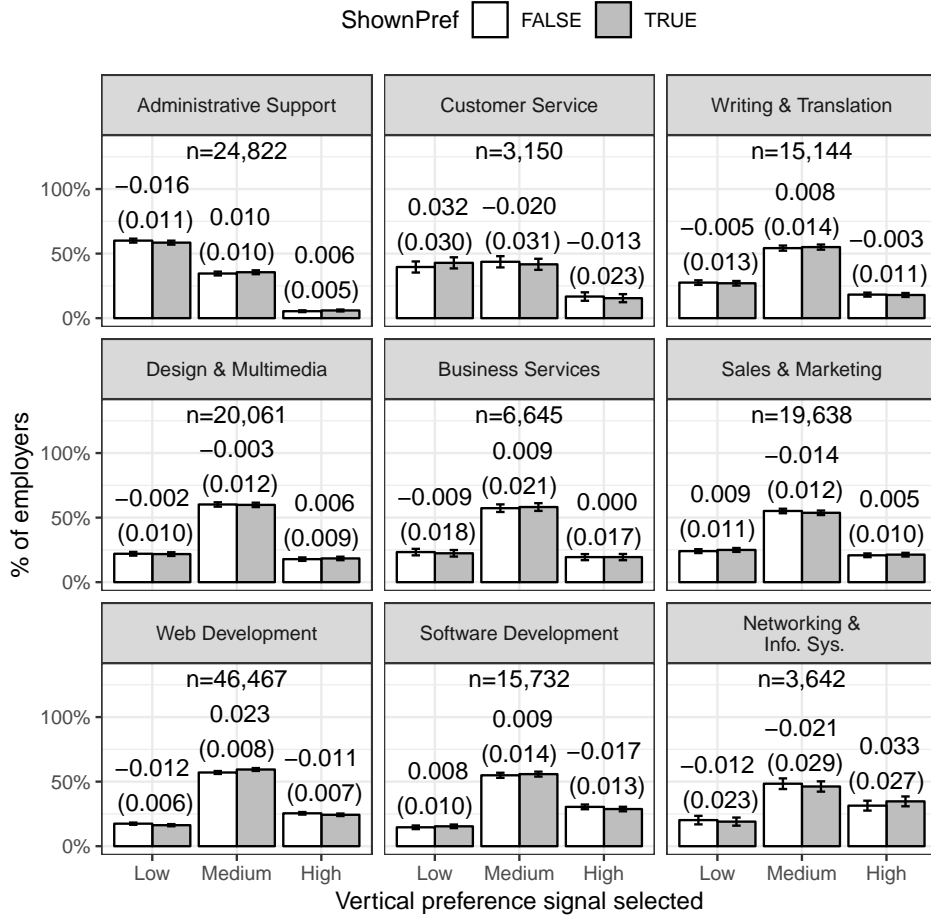 ShownPref FALSE TRUE
Administrative Support
n=24,822
−0.016
(0.011)
0.010
(0.010)
0.006
(0.005)
Customer Service
n=3,150
0.032
(0.030)
−0.020
(0.031)
−0.013
(0.023)
Writing & Translation
n=15,144
−0.005
(0.013)
0.008
(0.014)
−0.003
(0.011)
100%
50%
0%
Design & Multimedia
n=20,061
−0.002
(0.010)
−0.003
(0.012)
0.006
(0.009)
Business Services
n=6,645
−0.009
(0.018)
0.009
(0.021)
0.000
(0.017)
Sales & Marketing
n=19,638
0.009
(0.011)
−0.014
(0.012)
0.005
(0.010)
100%
50%
0%
Web Development
n=46,467
−0.012
(0.006)
0.023
(0.008)
−0.011
(0.007)
Software Development
n=15,732
0.008
(0.010)
0.009
(0.014)
−0.017
(0.013)
Networking &
Info. Sys.
n=3,642
−0.012
(0.023)
−0.021
(0.029)
0.033
(0.027)
100%
50%
0%
% of employers
Low Medium High
Low Medium High
Low Medium High
Vertical preference signal selected